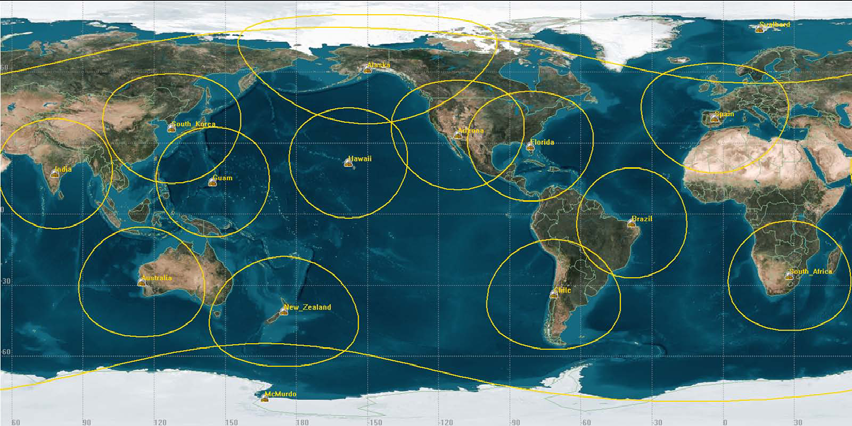 Svalbard
60
Alaska
Spain
South_Korea
Arizona
Florida
Hawaii
India
Guam
0
Brazil
Australia
South_Africa
30
Chile
New_Zealand
60
McMurdo
60
90
120
150
180
-150
-120
-90
-60
-30
0
30